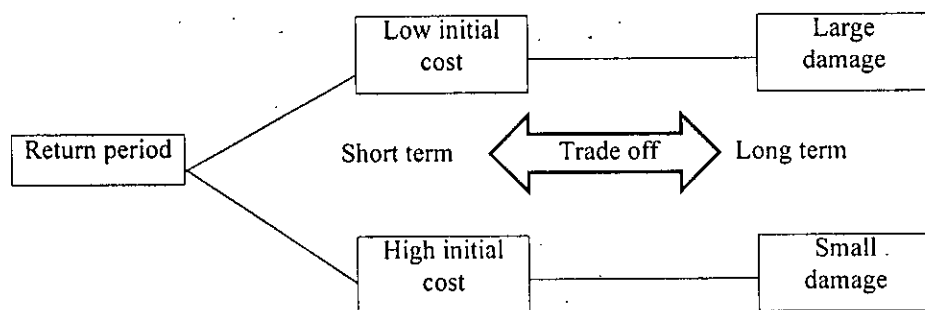 Low initial
cost
Large
damage
Return period
Short term
Trade off
Long term
High initial
cost
Small
damage